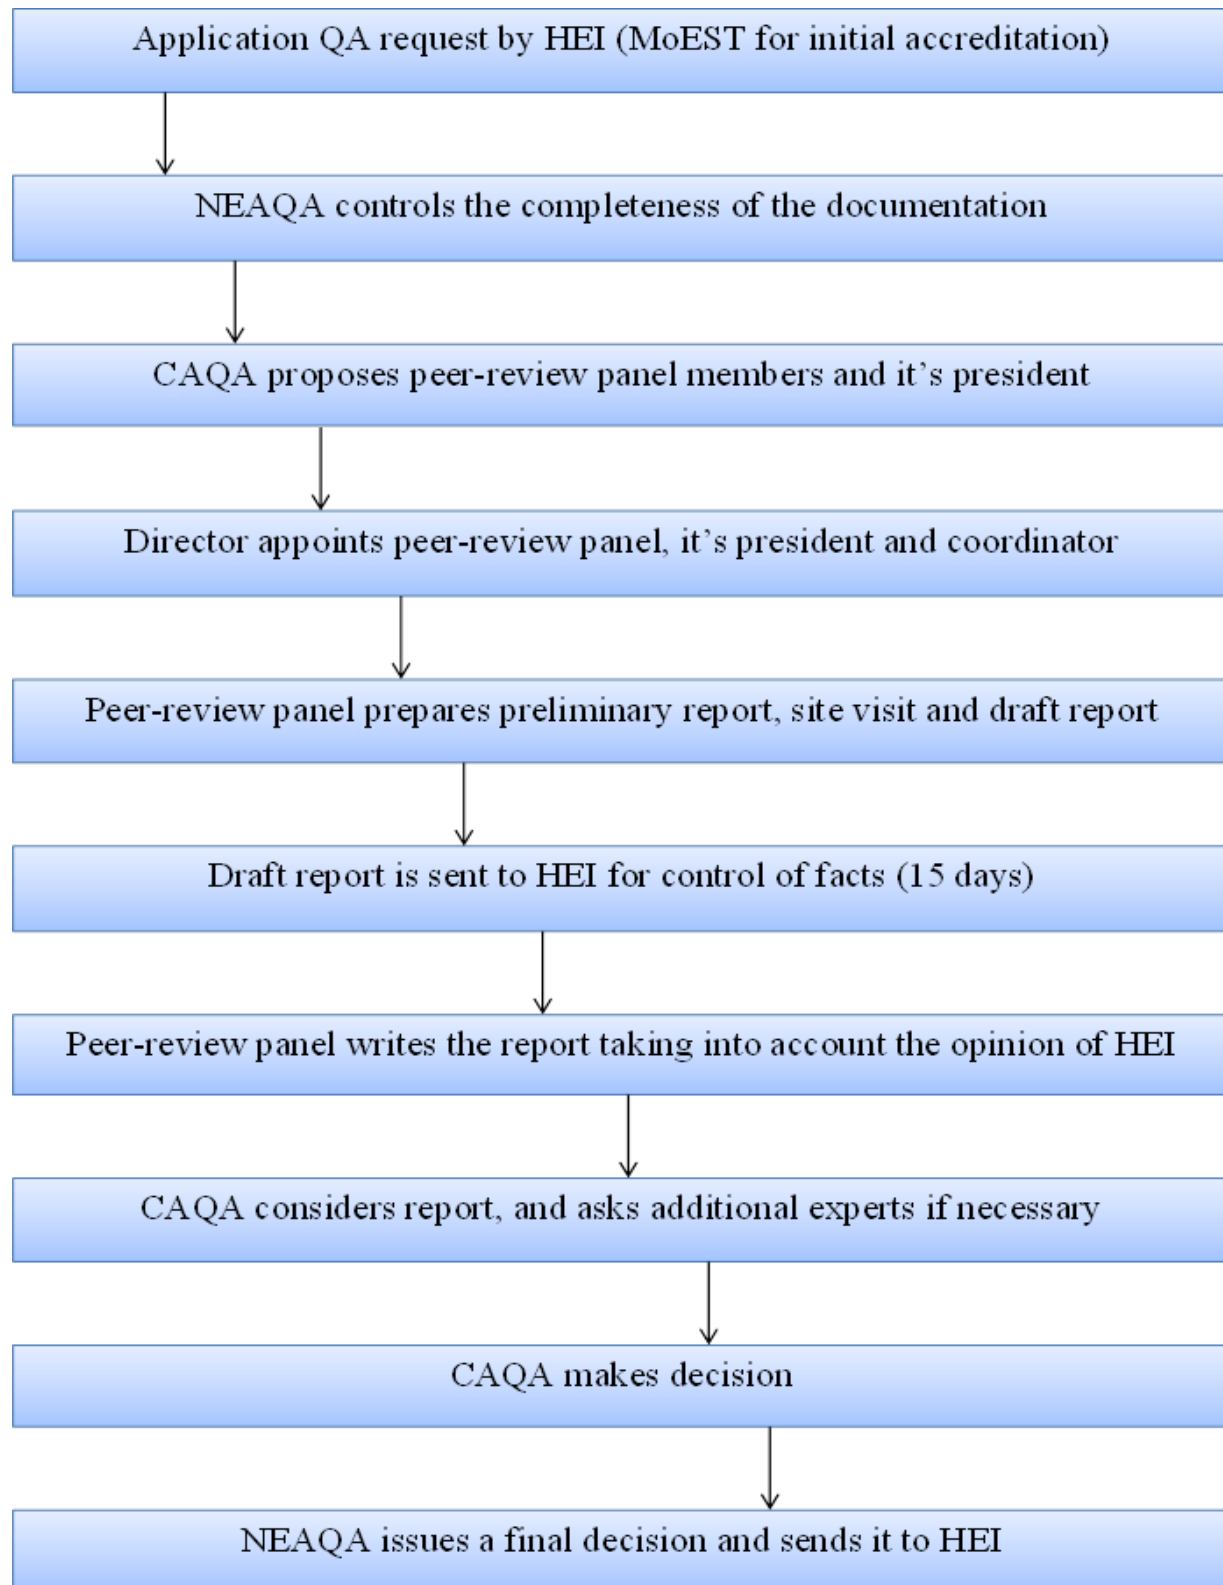 Application QA request by HEI (MoEST for initial accreditation)
NEAQA controls the completeness of the documentation
CAQA proposes peer-review panel members and it’s president
Director appoints peer-review panel, it’s president and coordinator
Peer-review panel prepares preliminary report, site visit and draft report
Draft report is sent to HEI for control of facts (15 days)
Peer-review panel writes the report taking into account the opinion of HEI
CAQA considers report, and asks additional experts if necessary
CAQA makes decision
NEAQA issues a final decision and sends it to HEI